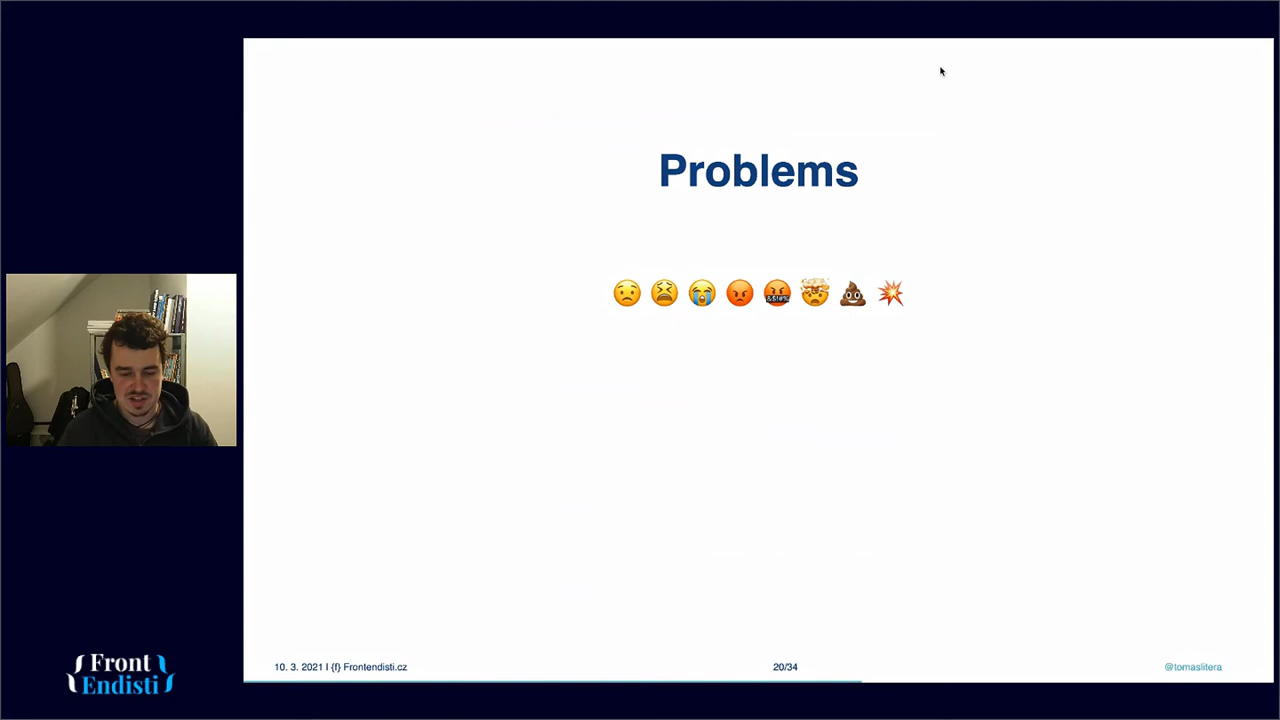 Problems
😟 😫 😭 😡 🤬 🤯 💩 💥
10. 3. 2021 | {f} Frontendisti.cz
20/34
@tomaslitera
{Front}
{Endisti}